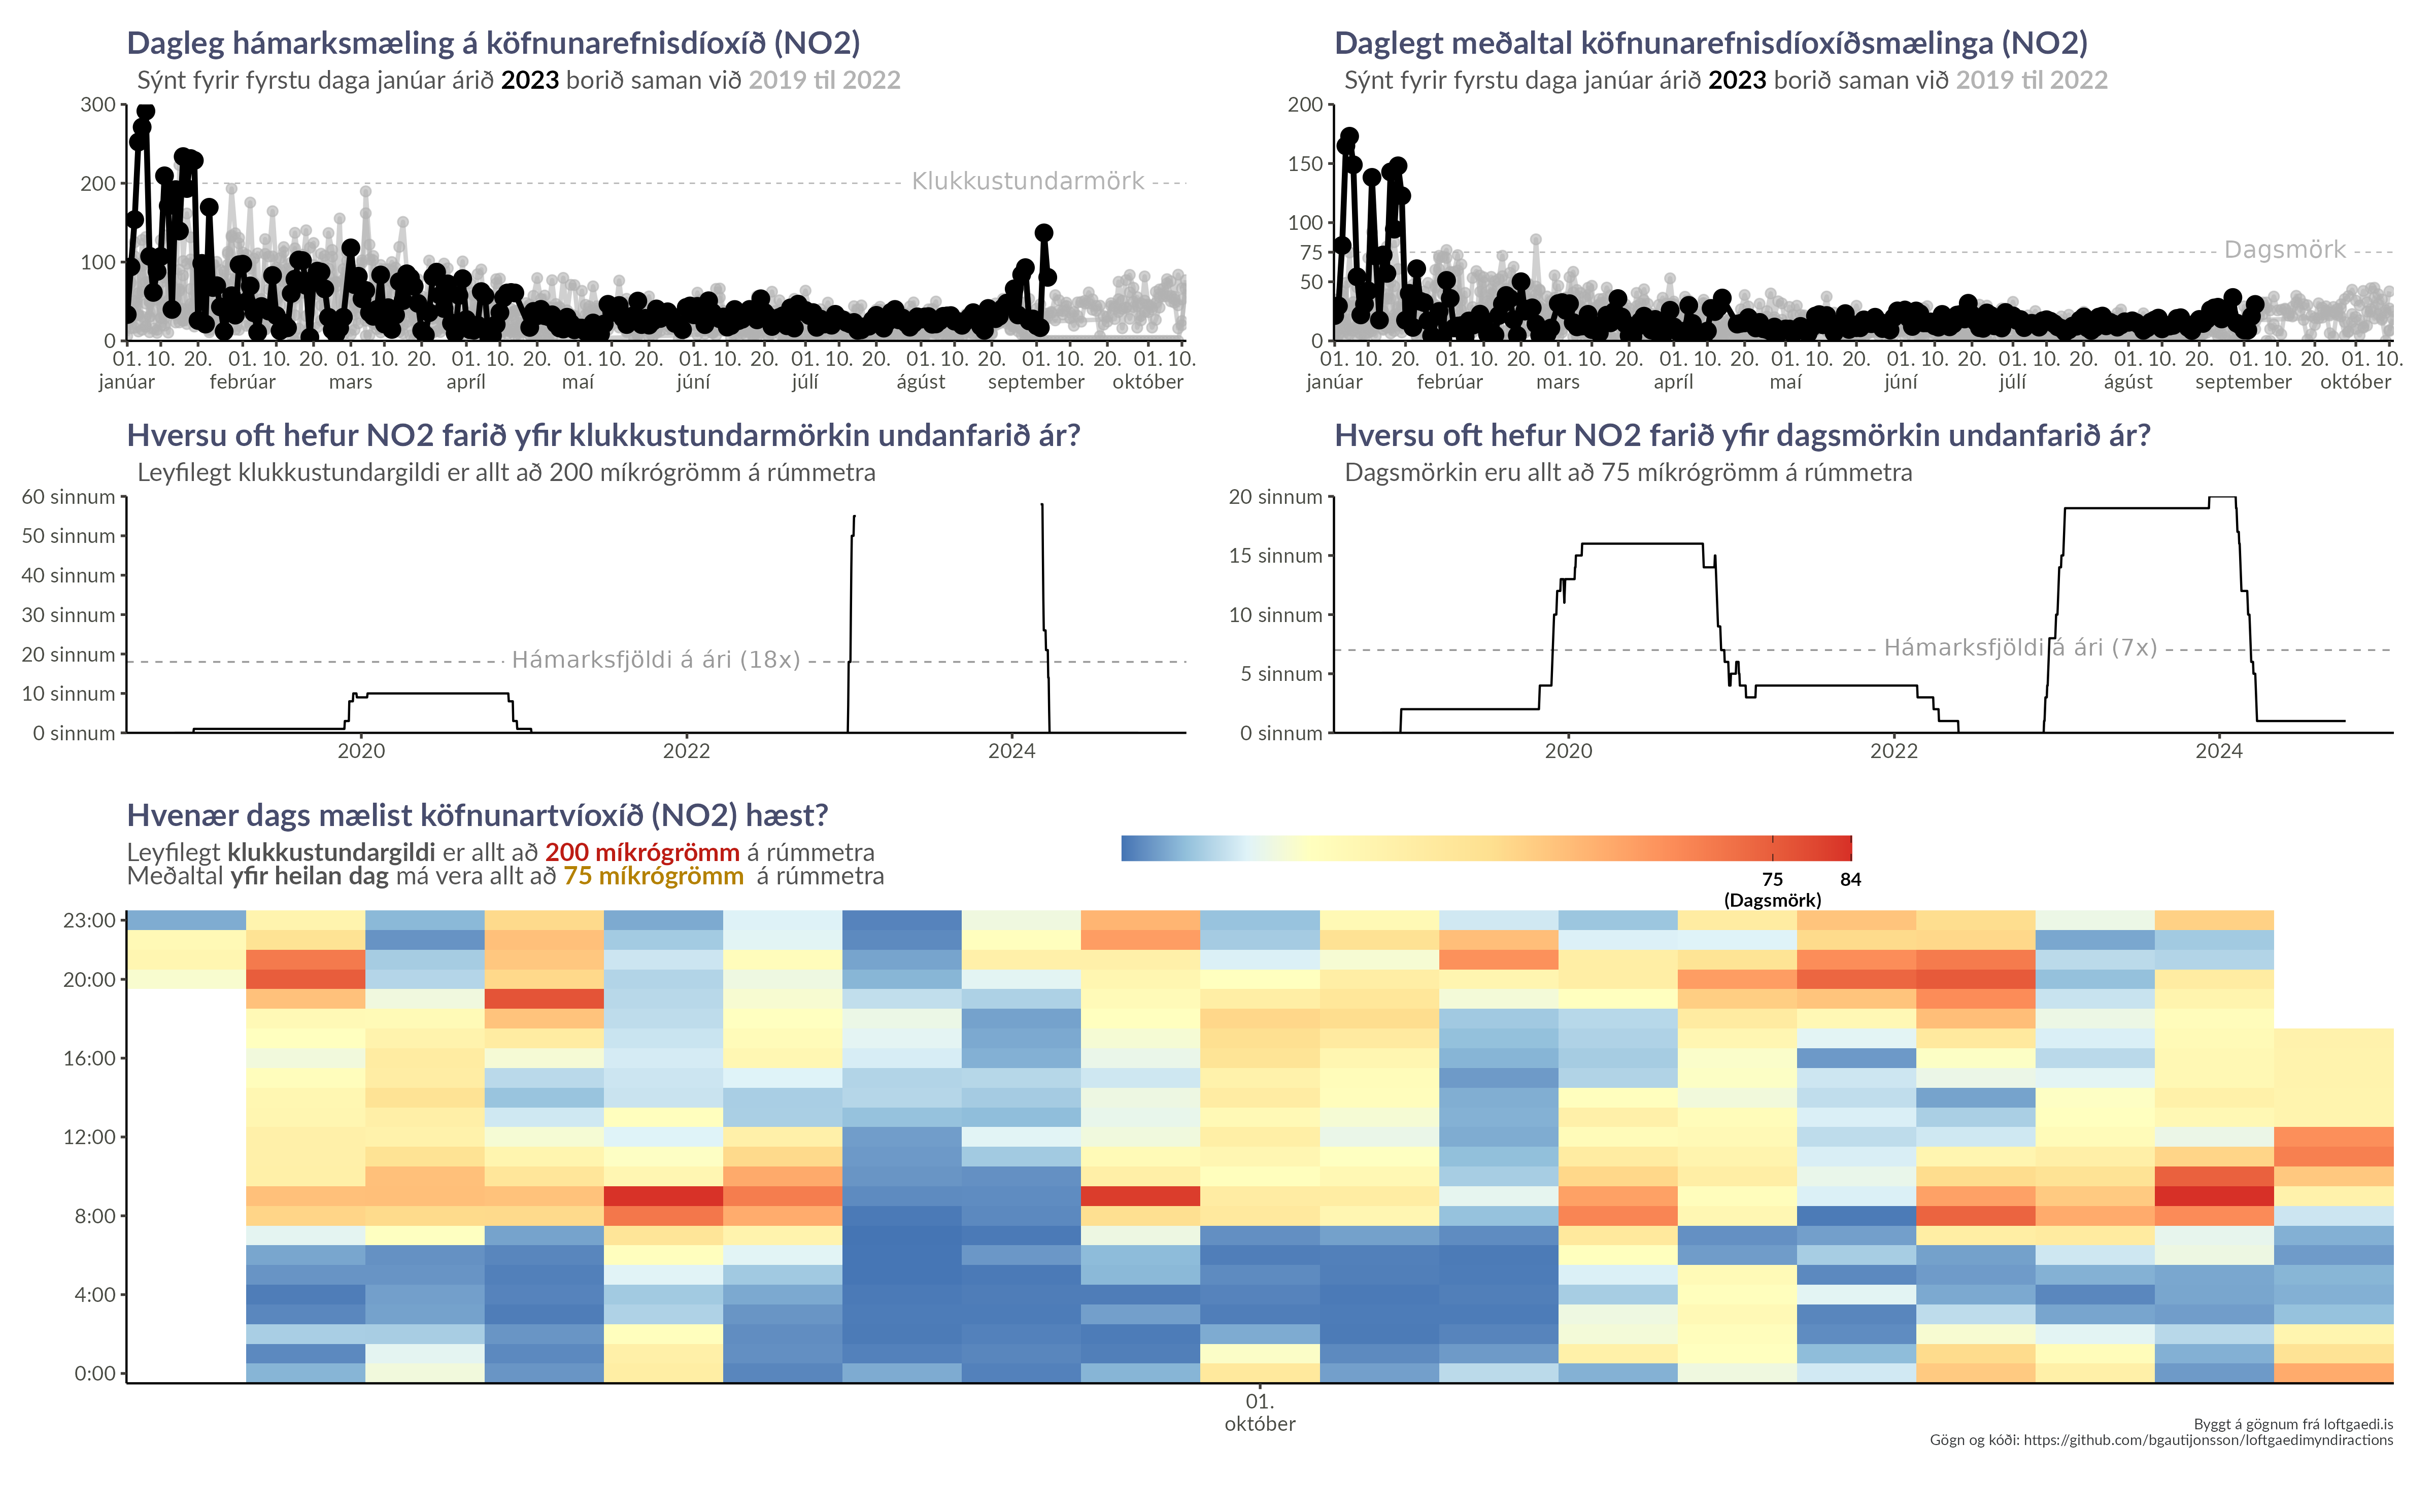 Dagleg hámarksmæling á köfnunarefnisdíoxíð (NO2)
Sýnt fyrir fyrstu daga janúar árið 2023 borið saman við 2019 til 2022
300
200
100
0
Klukkustundarmörk
01. 10. 20. 01. 10. 20. 01. 10. 20. 01. 10. 20. 01. 10. 20. 01. 10. 20. 01. 10. 20. 01. 10. 20. 01. 10. 20. 01. 10.
janúar febrúar mars apríl maí júní júlí ágúst september október
Daglegt meðaltal köfnunarefnisdíoxíðsmælinga (NO2)
Sýnt fyrir fyrstu daga janúar árið 2023 borið saman við 2019 til 2022
200
150
100
75
50
0
Dagsmörk
01. 10. 20. 01. 10. 20. 01. 10. 20. 01. 10. 20. 01. 10. 20. 01. 10. 20. 01. 10. 20. 01. 10. 20. 01. 10. 20. 01. 10.
janúar febrúar mars apríl maí júní júlí ágúst september október
Hversu oft hefur NO2 farið yfir klukkustundarmörkin undanfarið ár?
Leyfilegt klukkustundargildi er allt að 200 míkrógrömm á rúmmetra
60 sinnum
50 sinnum
40 sinnum
30 sinnum
20 sinnum
10 sinnum
0 sinnum
Hámarksfjöldi á ári (18x)
2020 2022 2024
Hversu oft hefur NO2 farið yfir dagsmörkin undanfarið ár?
Dagsmörkin eru allt að 75 míkrógrömm á rúmmetra
20 sinnum
15 sinnum
10 sinnum
5 sinnum
0 sinnum
Hámarksfjöldi á ári (7x)
2020 2022 2024
Hvenær dags mælist köfnunartvíoxíð (NO2) hæst?
Leyfilegt klukkustundargildi er allt að 200 míkrógrömm á rúmmetra
Meðaltal yfir heilan dag má vera allt að 75 míkrógrömm á rúmmetra
75 84
(Dagsmörk)
23:00
20:00
16:00
12:00
8:00
4:00
0:00
01.
október
Byggt á gögnum frá loftgaedi.is
Gögn og kóði: https://github.com/bgautijonsson/loftgaedimyndiractions